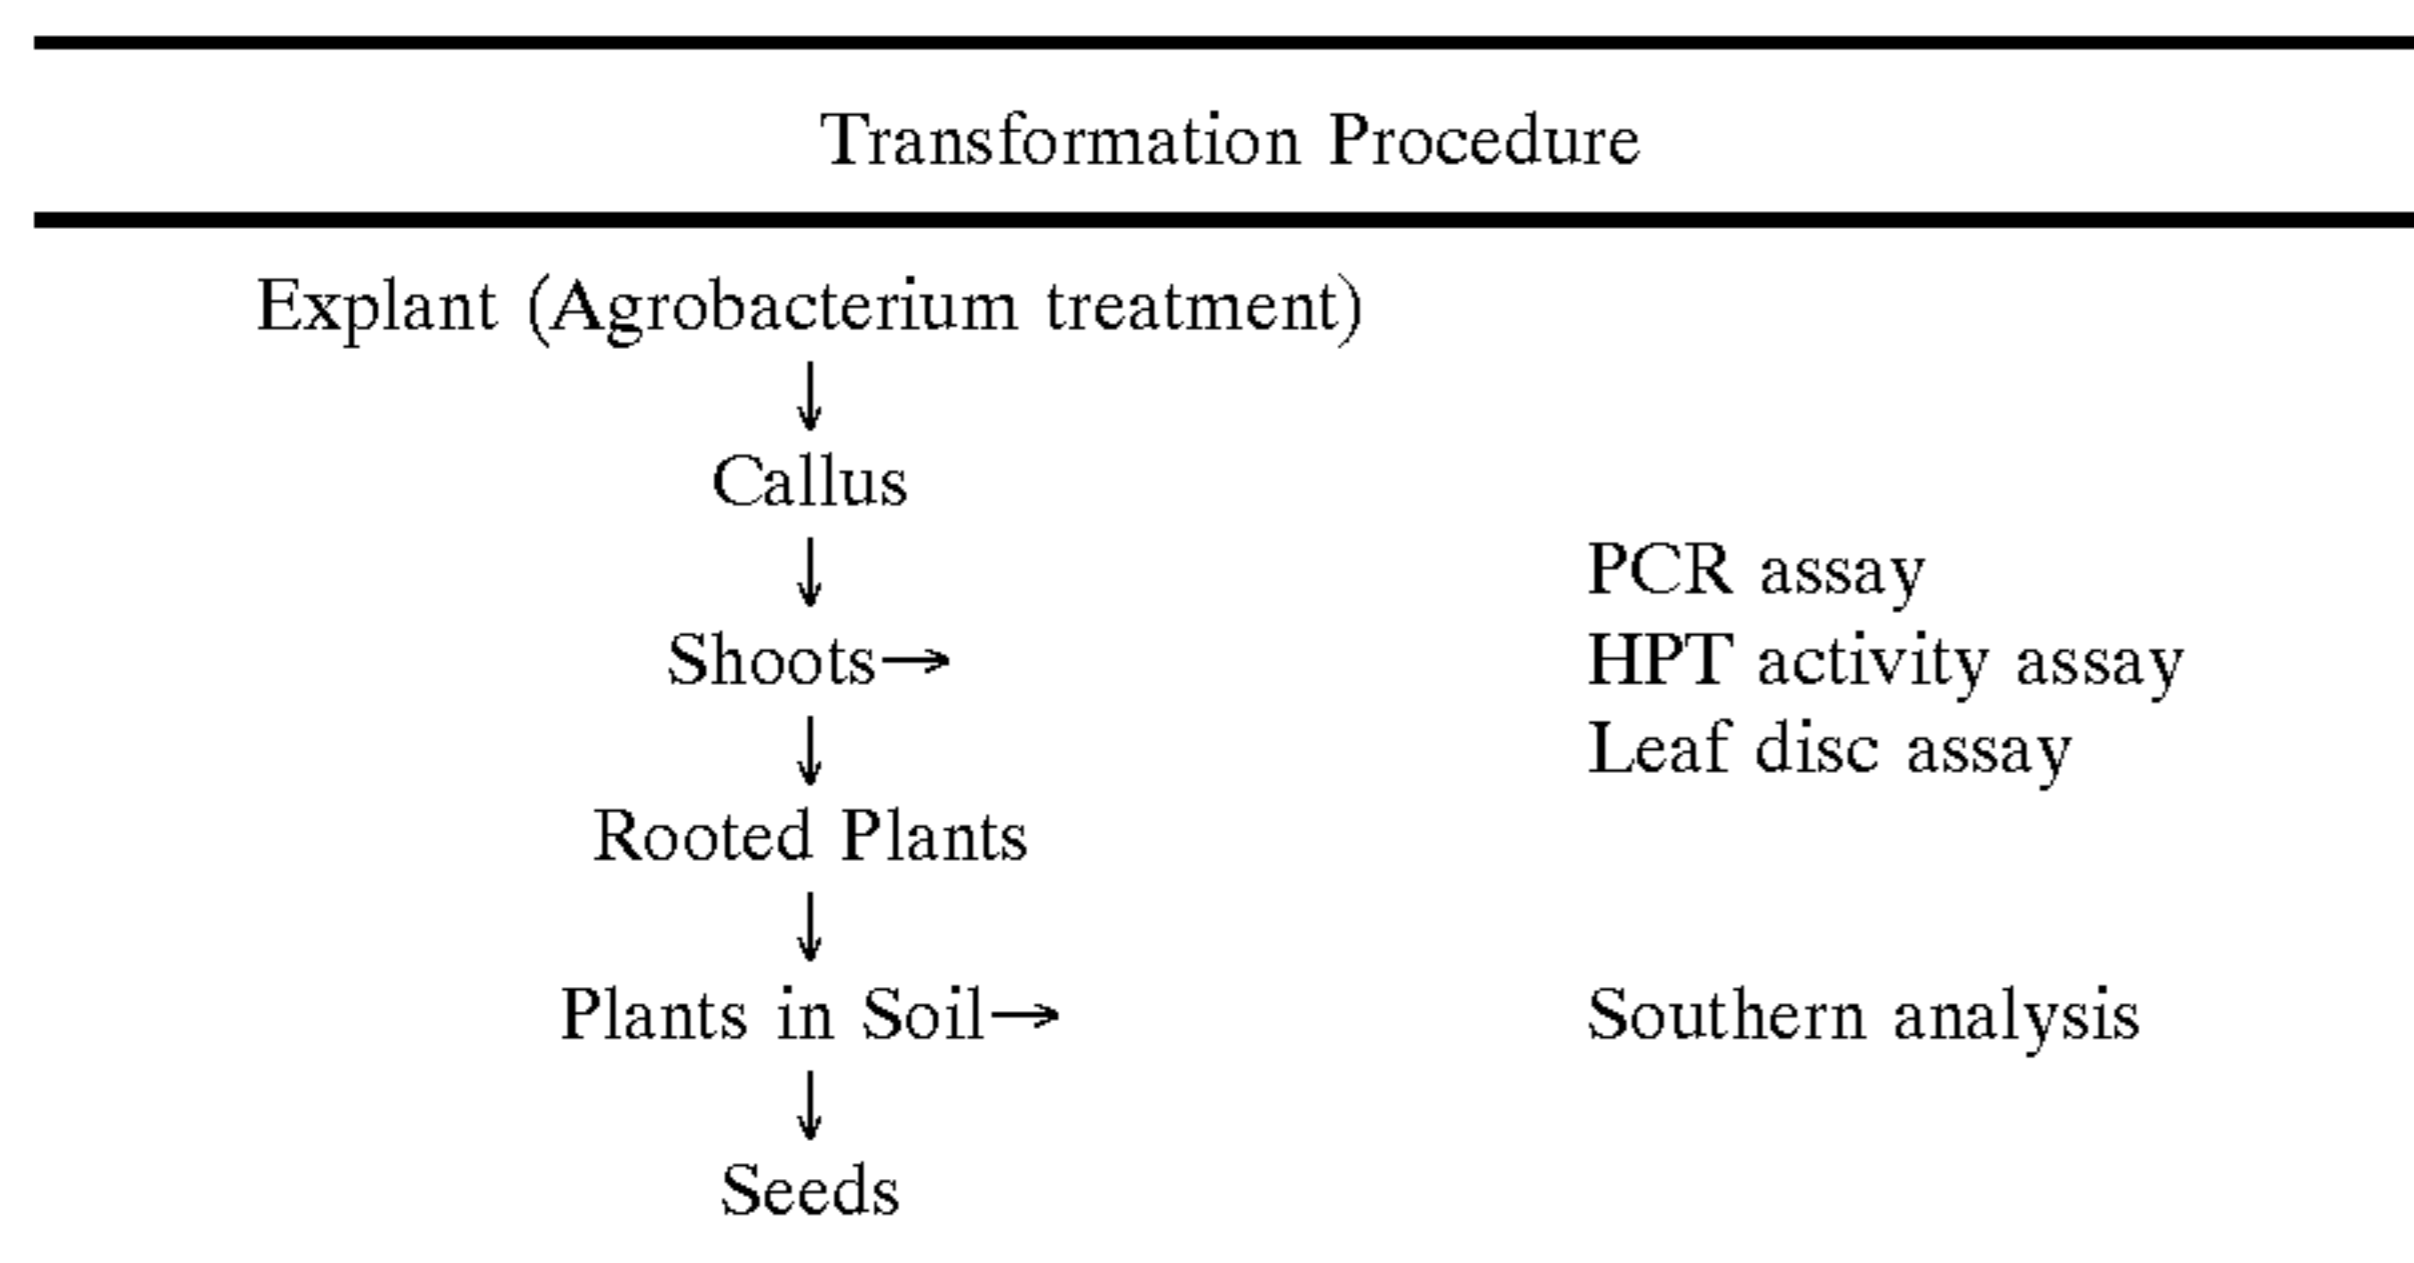 Transformation Procedure
Explant (Agrobacterium treatment)
↓
Callus
↓
PCR assay
Shoots→ HPT activity assay
Leaf disc assay
↓
Rooted Plants
↓
Plants in Soil→ Southern analysis
↓
Seeds